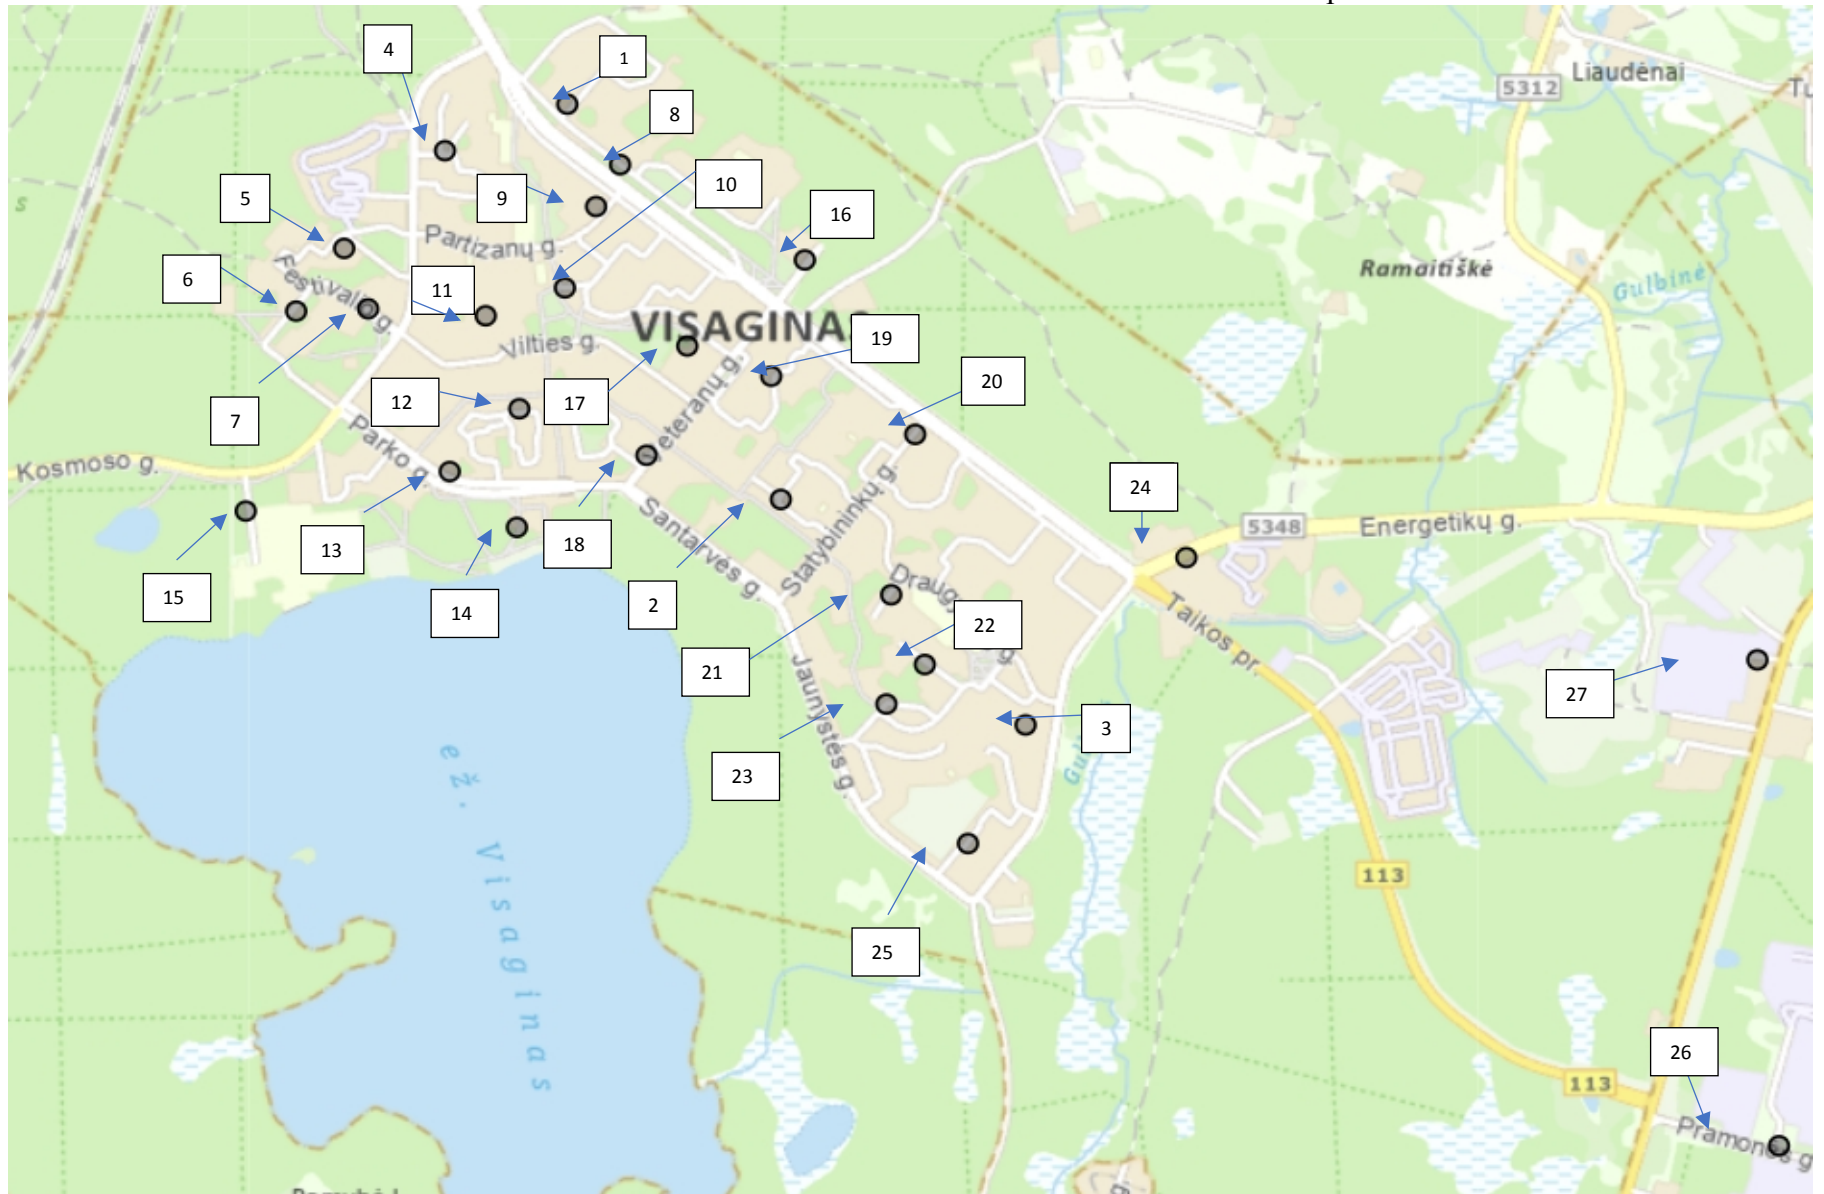 4
1
Liaudėnai
5312
8
10
9
5
s
16
Partizanų g.
6
Festivalio g.
11
Ramaitiškė
Gulbinė
VISAGINAS
19
Vilties g.
20
12
17
Veteranų g.
7
Parko g.
Kosmoso g.
24
5348
Energetikų g.
Statybininkų g.
Santarvės g.
13
18
15
14
2
Draugystės g.
22
Taikos pr.
21
27
Jaunystės g.
3
23
ež. Visaginas
113
25
26
113
Pramonės g.
g.